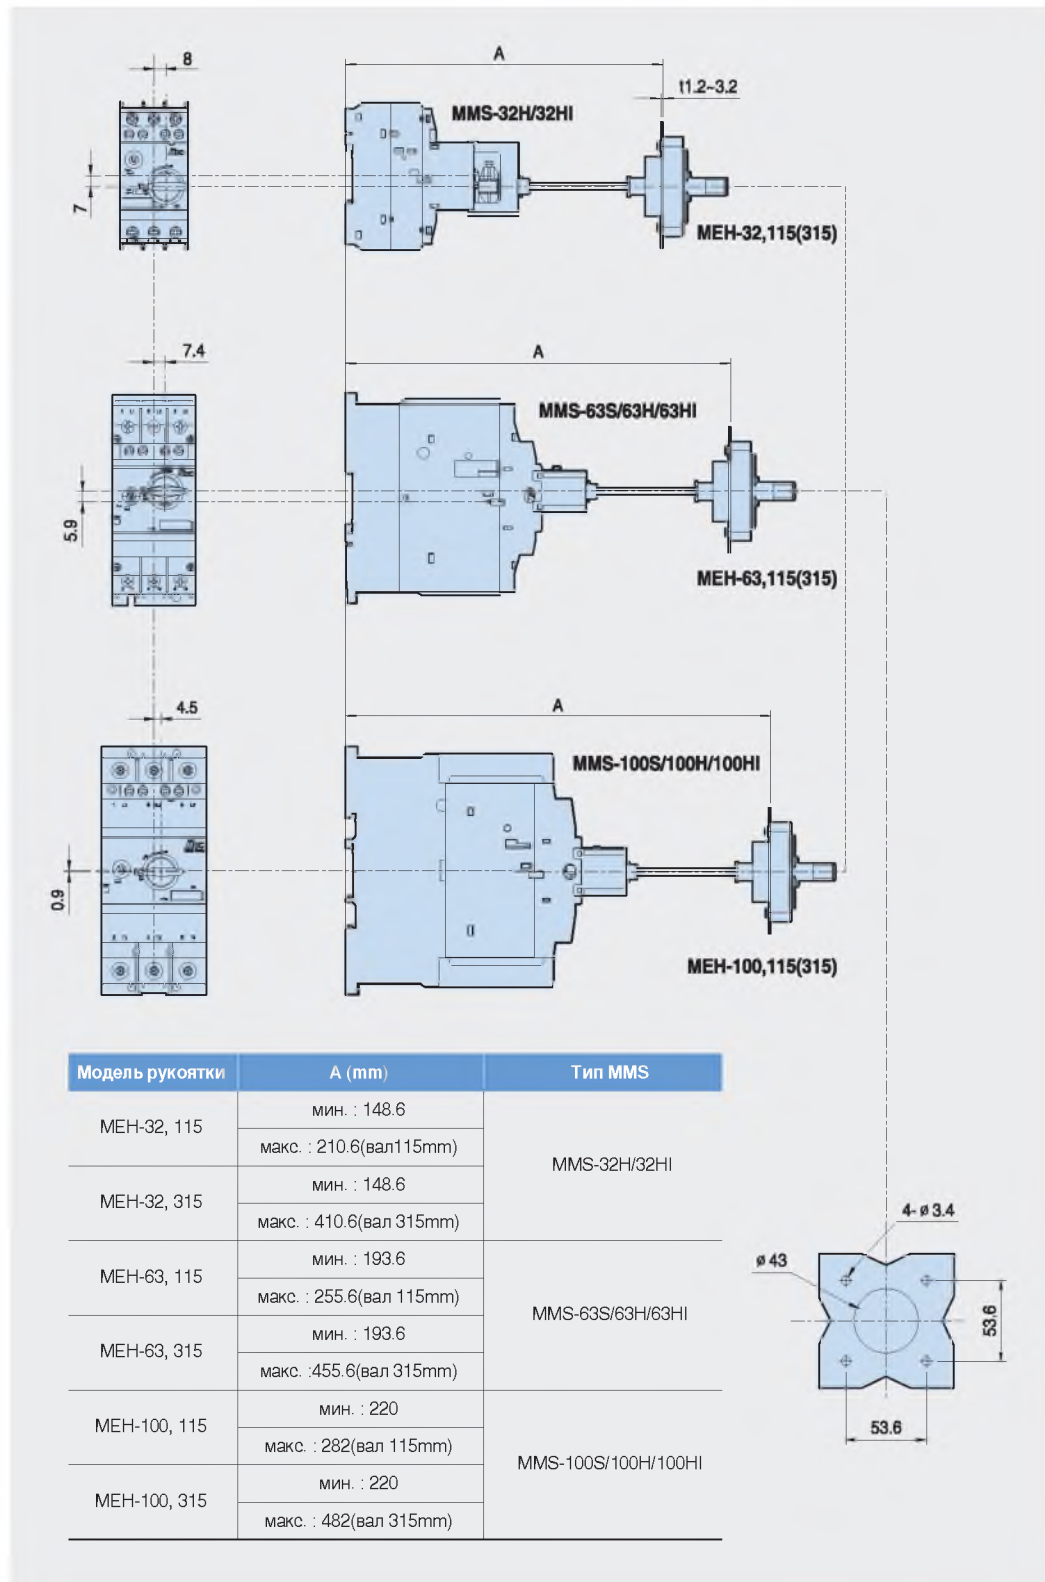 8
A
t1.2~3.2
MMS-32H/32HI
7
MEH-32,115(315)
7.4
A
MMS-63S/63H/63HI
5.9
MEH-63,115(315)
4.5
A
MMS-100S/100H/100HI
0.9
MEH-100,115(315)
Модель рукоятки A (mm) Тип MMS
MEH-32, 115 мин. : 148.6 MMS-32H/32HI
макс. : 210.6(вал115mm)
MEH-32, 315 мин. : 148.6
макс. : 410.6(вал 315mm)
MEH-63, 115 мин. : 193.6 MMS-63S/63H/63HI
макс. : 255.6(вал 115mm)
MEH-63, 315 мин. : 193.6
макс. :455.6(вал 315mm)
MEH-100, 115 мин. : 220 MMS-100S/100H/100HI
макс. : 282(вал 115mm)
MEH-100, 315 мин. : 220
макс. : 482(вал 315mm)
4- ø 3.4
ø 43
53.6
53.6